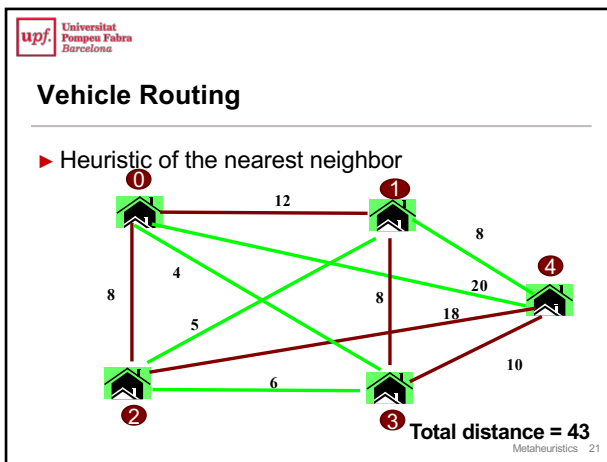 upf.
Universitat
Pompeu Fabra
Barcelona
Vehicle Routing
► Heuristic of the nearest neighbor
0
12
1
8
4
4
20
8
8
5
18
10
6
2
3
Total distance = 43
Metaheuristics 21